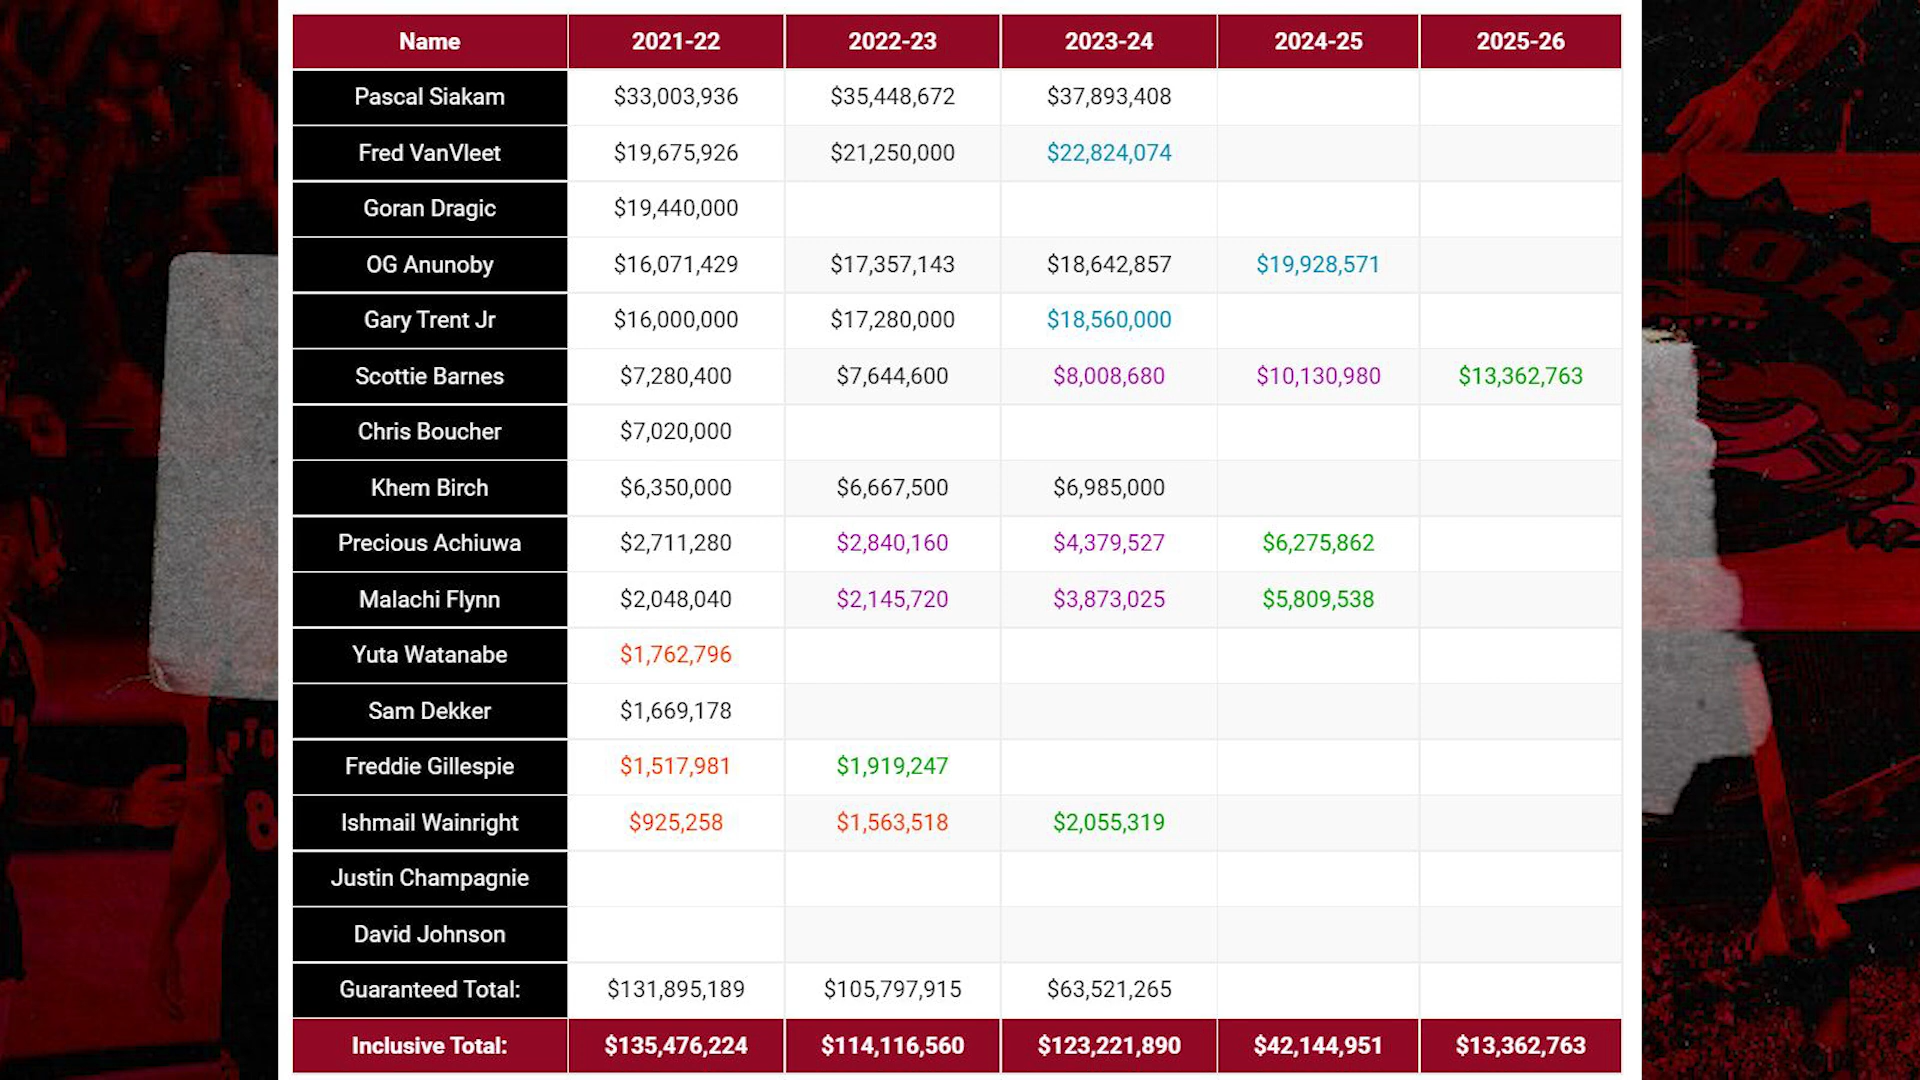 Name 2021-22 2022-23 2023-24 2024-25 2025-26
Pascal Siakam $33,003,936 $35,448,672 $37,893,408
Fred VanVleet $19,675,926 $21,250,000 $22,824,074
Goran Dragic $19,440,000
OG Anunoby $16,071,429 $17,357,143 $18,642,857 $19,928,571
Gary Trent Jr $16,000,000 $17,280,000 $18,560,000
Scottie Barnes $7,280,400 $7,644,600 $8,008,680 $10,130,980 $13,362,763
Chris Boucher $7,020,000
Khem Birch $6,350,000 $6,667,500 $6,985,000
Precious Achiuwa $2,711,280 $2,840,160 $4,379,527 $6,275,862
Malachi Flynn $2,048,040 $2,145,720 $3,873,025 $5,809,538
Yuta Watanabe $1,762,796
Sam Dekker $1,669,178
Freddie Gillespie $1,517,981 $1,919,247
Ishmail Wainright $925,258 $1,563,518 $2,055,319
Justin Champagnie
David Johnson
Guaranteed Total: $131,895,189 $105,797,915 $63,521,265
Inclusive Total: $135,476,224 $114,116,560 $123,221,890 $42,144,951 $13,362,763
8